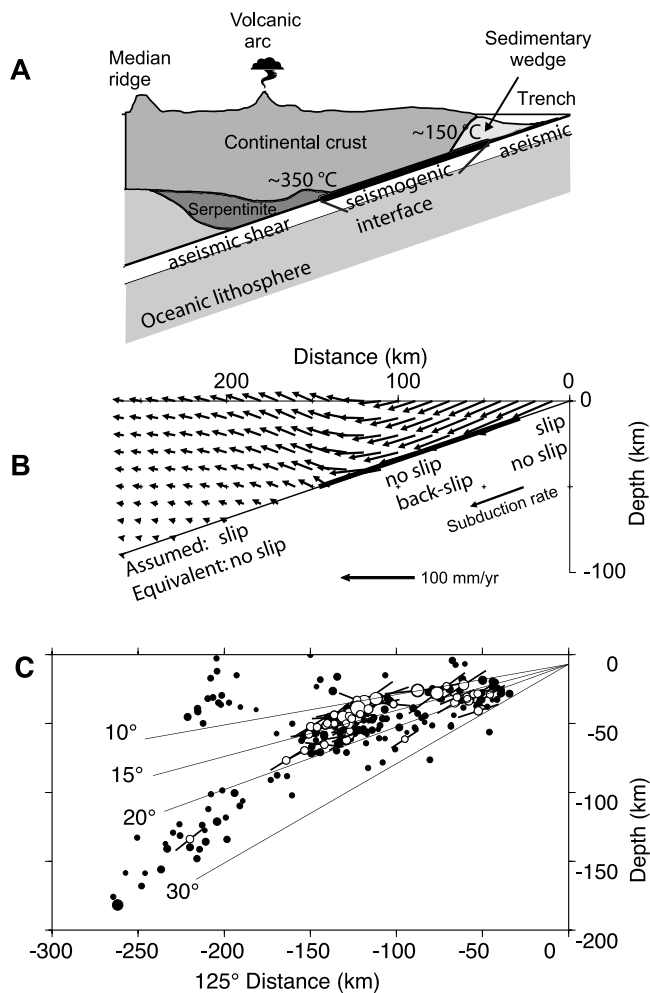 A
Median
ridge
Volcanic
arc
Sedimentary
wedge
Trench
Continental crust
~150 °C
aseismic
~350 °C
seismogenic
interface
Serpentinite
aseismic shear
Oceanic lithosphere
Distance (km)
200 100 0
0
B
slip
no slip
no slip
back-slip
Subduction rate
Assumed: slip
Equivalent: no slip
100 mm/yr
Depth (km)
-100
C
0
10°
-50
15°
20°
-100
30°
-150
Depth (km)
-200
-300 -250 -200 -150 -100 -50 0
125° Distance (km)